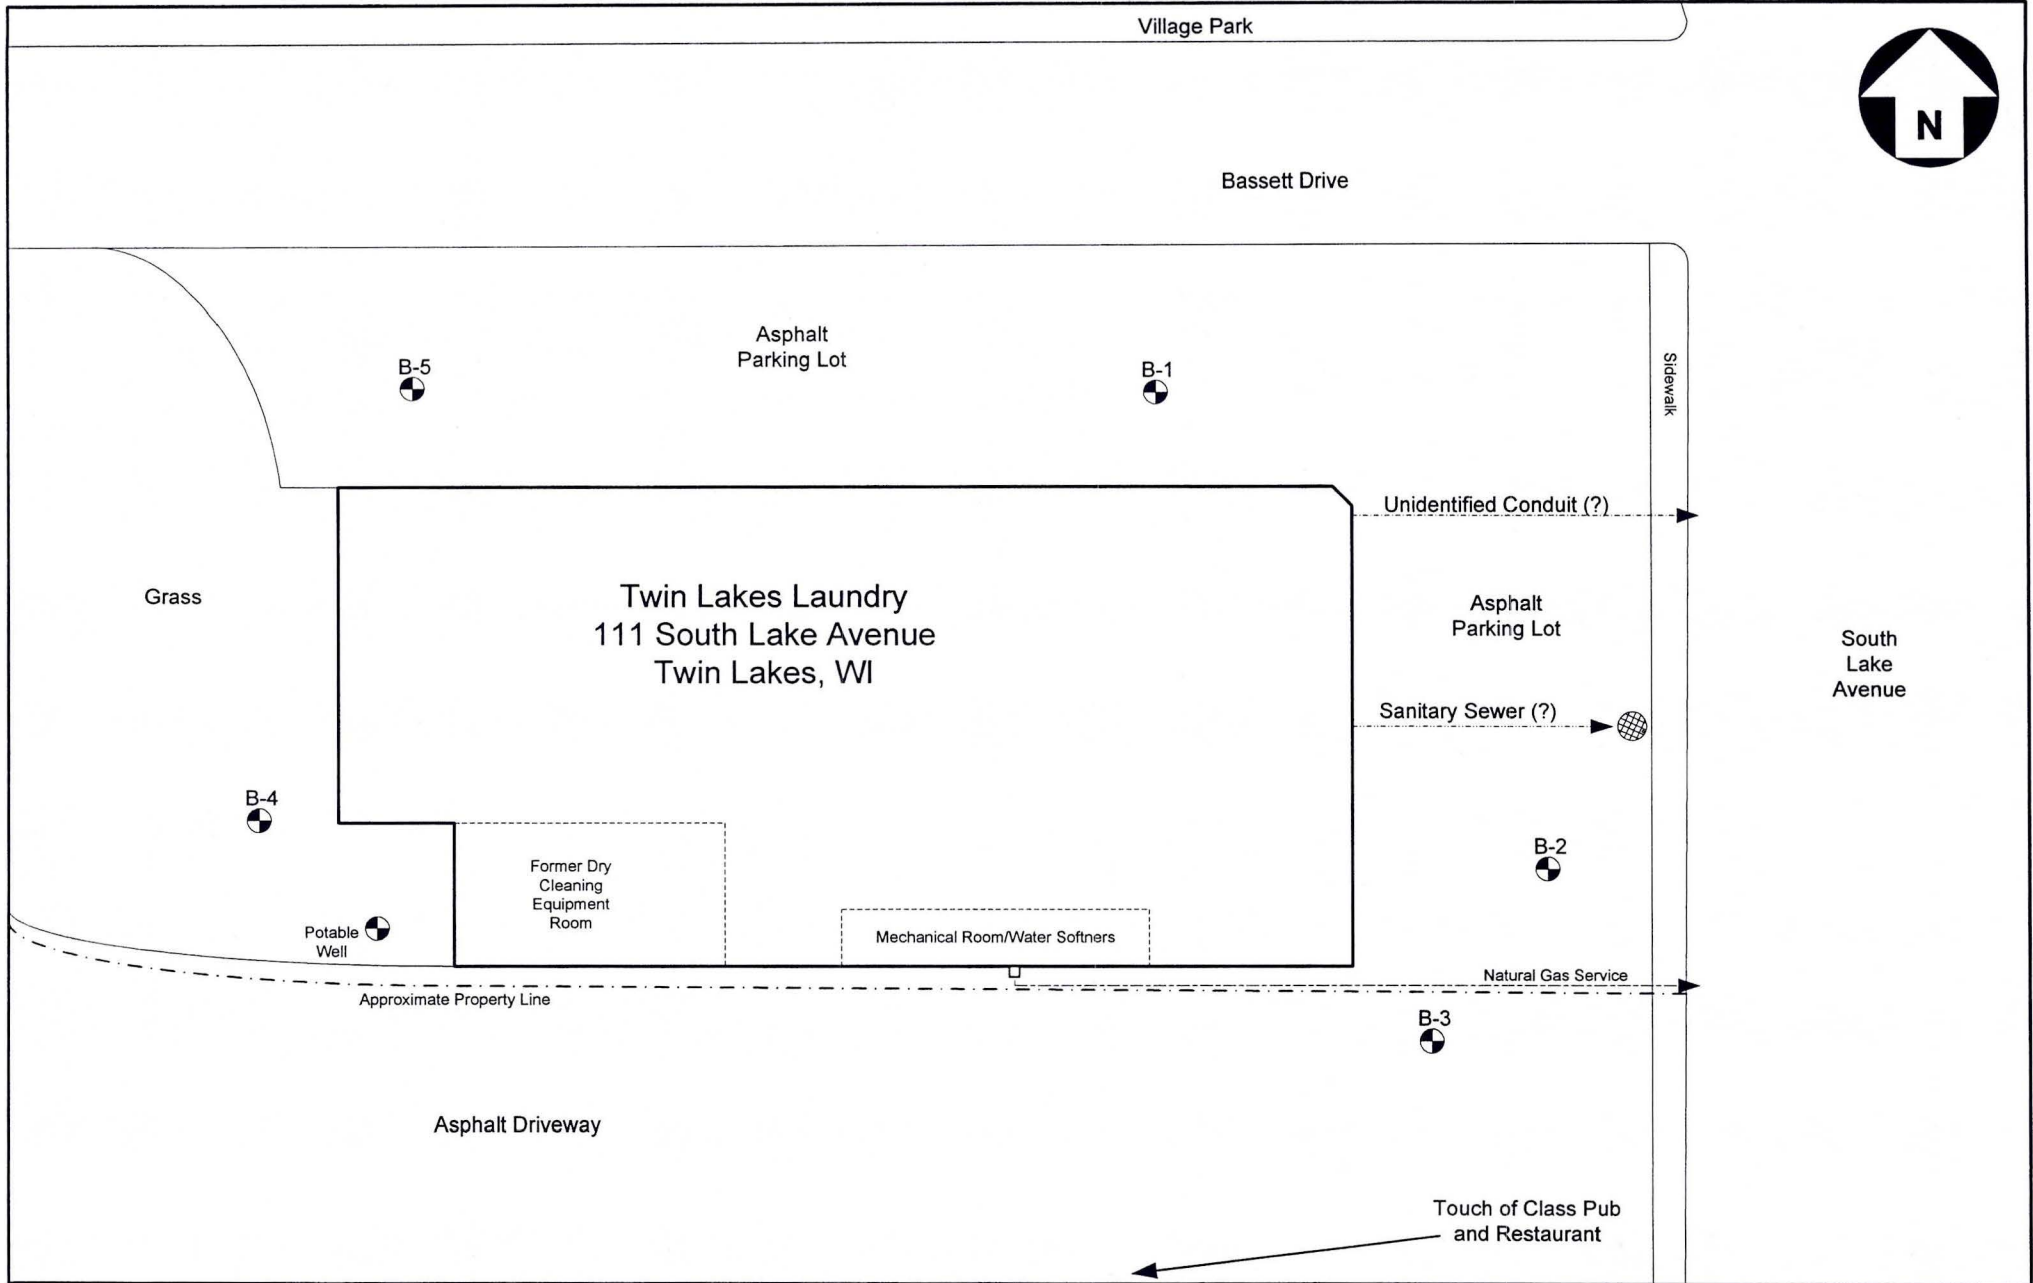 Village Park
N
Bassett Drive
Asphalt
Parking Lot
B-5
B-1
Sidewalk
Unidentified Conduit (?)
Grass
Twin Lakes Laundry
111 South Lake Avenue
Twin Lakes, WI
Asphalt
Parking Lot
South
Lake
Avenue
Sanitary Sewer (?)
B-4
B-2
Former Dry
Cleaning
Equipment
Room
Potable
Well
Mechanical Room/Water Softners
Natural Gas Service
Approximate Property Line
B-3
Asphalt Driveway
Touch of Class Pub
and Restaurant